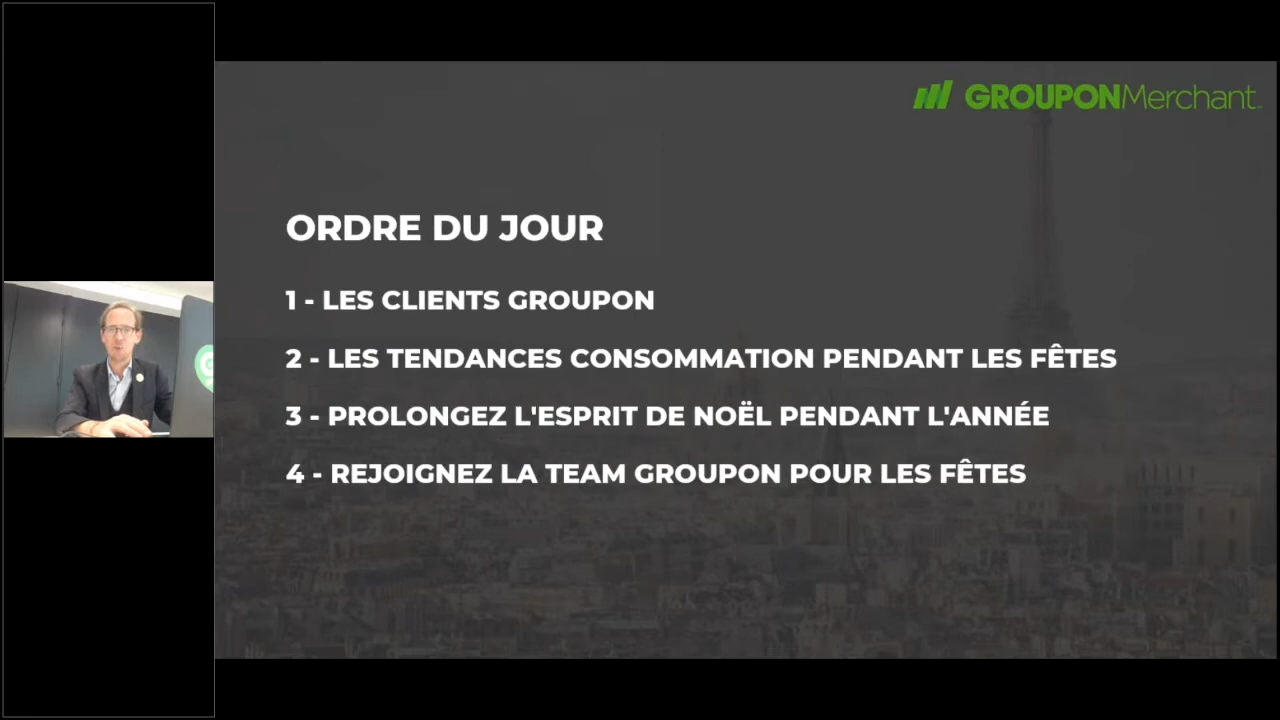 GROUPONMerchant
ORDRE DU JOUR
1 - LES CLIENTS GROUPON
2 - LES TENDANCES CONSOMMATION PENDANT LES FÊTES
3 - PROLONGEZ L'ESPRIT DE NOËL PENDANT L'ANNÉE
4 - REJOIGNEZ LA TEAM GROUPON POUR LES FÊTES